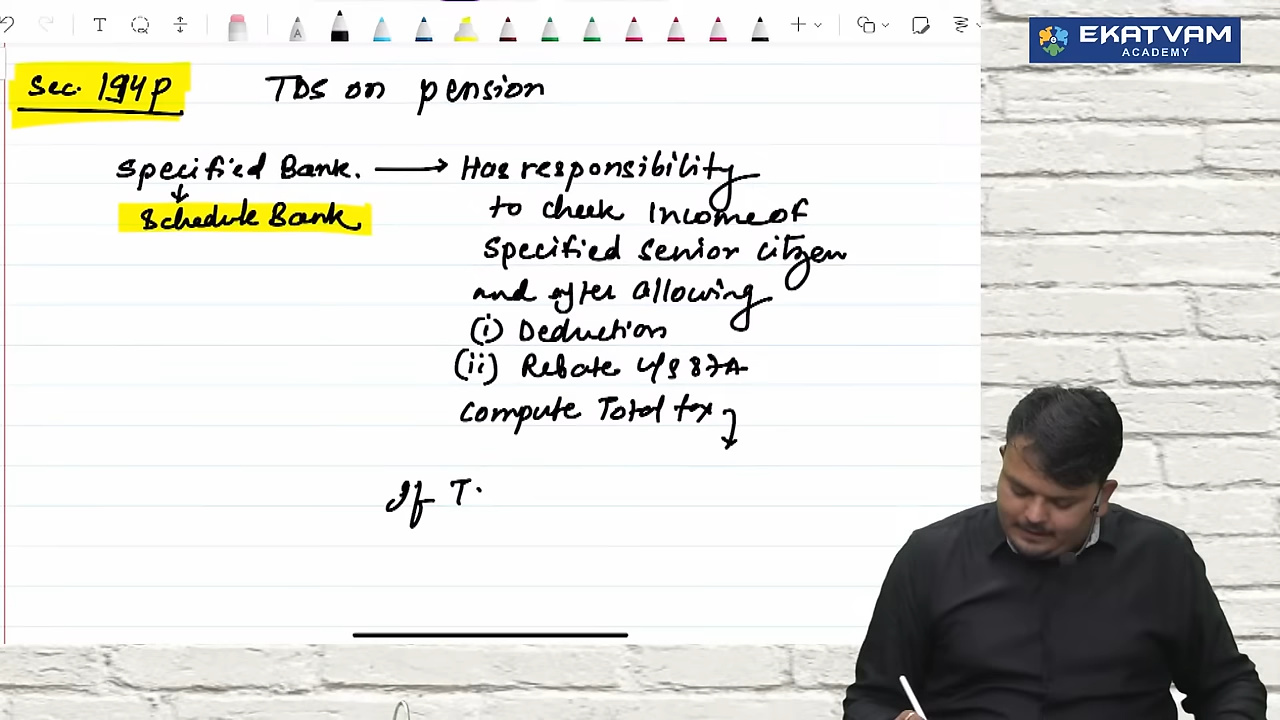 EKATVAM
ACADEMY
Sec. 194P TDS on pension
Specified Bank. → Has responsibility
Schedule Bank
to check Income of
Specified Senior citizen
and after allowing
(i) Deduction
(ii) Rebate u/s 87A
compute Total tax
If T.